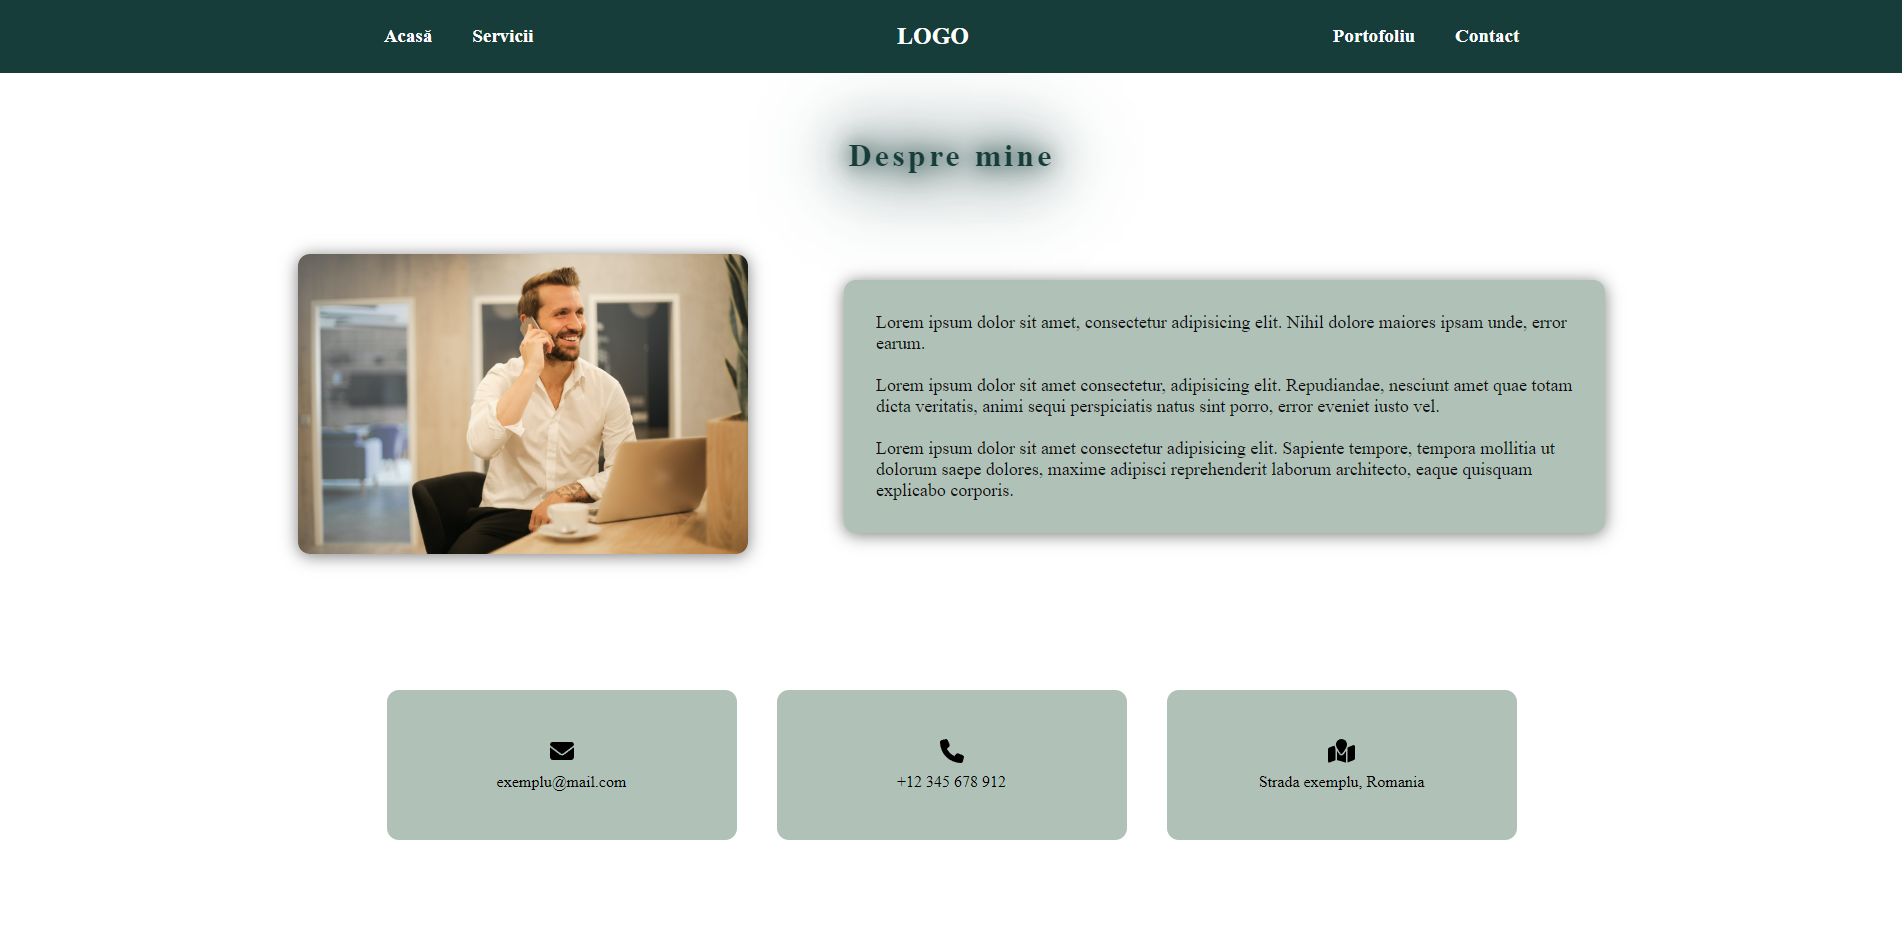 Acasă Servicii LOGO Portofoliu Contact
Despre mine
Lorem ipsum dolor sit amet, consectetur adipisicing elit. Nihil dolore maiores ipsam unde, error
earum.
Lorem ipsum dolor sit amet consectetur, adipisicing elit. Repudiandae, nesciunt amet quae totam
dicta veritatis, animi sequi perspiciatis natus sint porro, error eveniet iusto vel.
Lorem ipsum dolor sit amet consectetur adipisicing elit. Sapiente tempore, tempora mollitia ut
dolorum saepe dolores, maxime adipisci reprehenderit laborum architecto, eaque quisquam
explicabo corporis.
exemplu@mail.com
+12 345 678 912
Strada exemplu, Romania